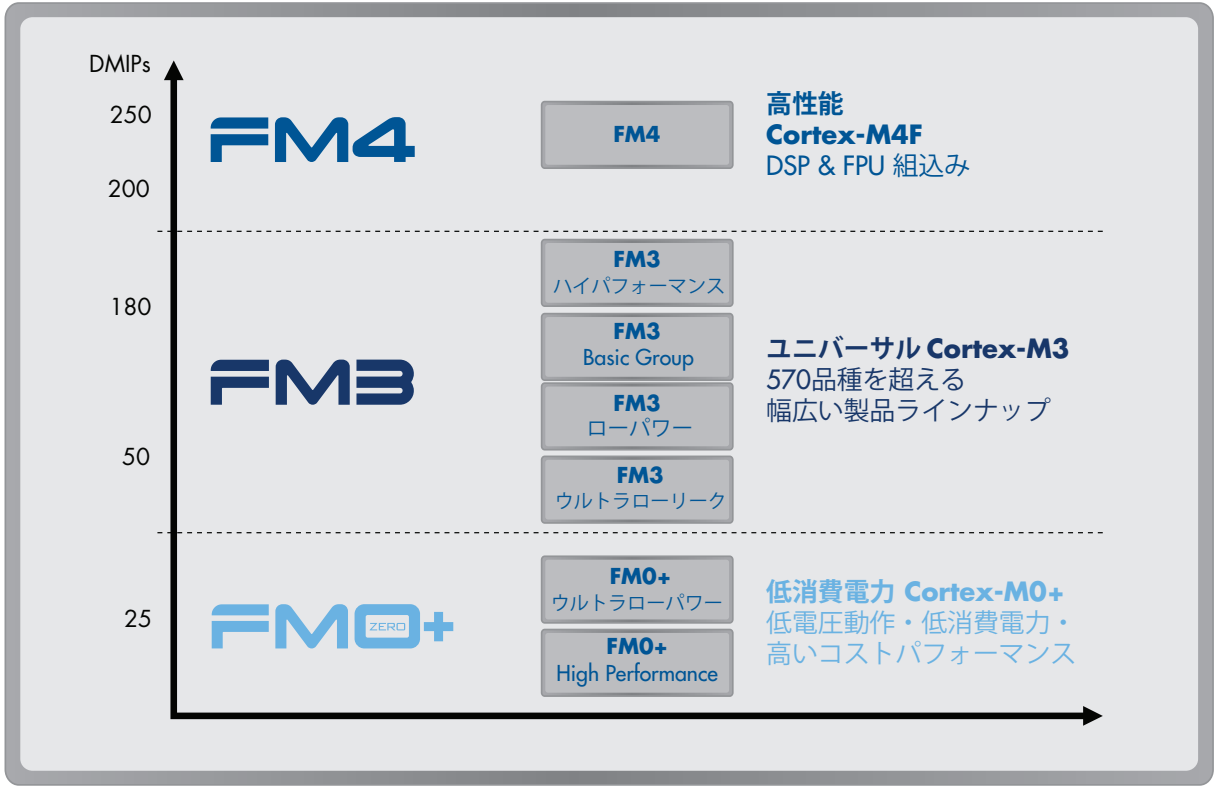 DMIPs
250
200
180
50
25
FM4
FM4
高性能
Cortex-M4F
DSP & FPU 組込み
FM3
FM3
ハイパフォーマンス
FM3
Basic Group
FM3
ローパワー
FM3
ウルトラローリーク
ユニバーサル Cortex-M3
570品種を超える
幅広い製品ラインナップ
FM0+
ZERO
FM0+
ウルトラローパワー
FM0+
High Performance
低消費電力 Cortex-M0+
低電圧動作・低消費電力・
高いコストパフォーマンス